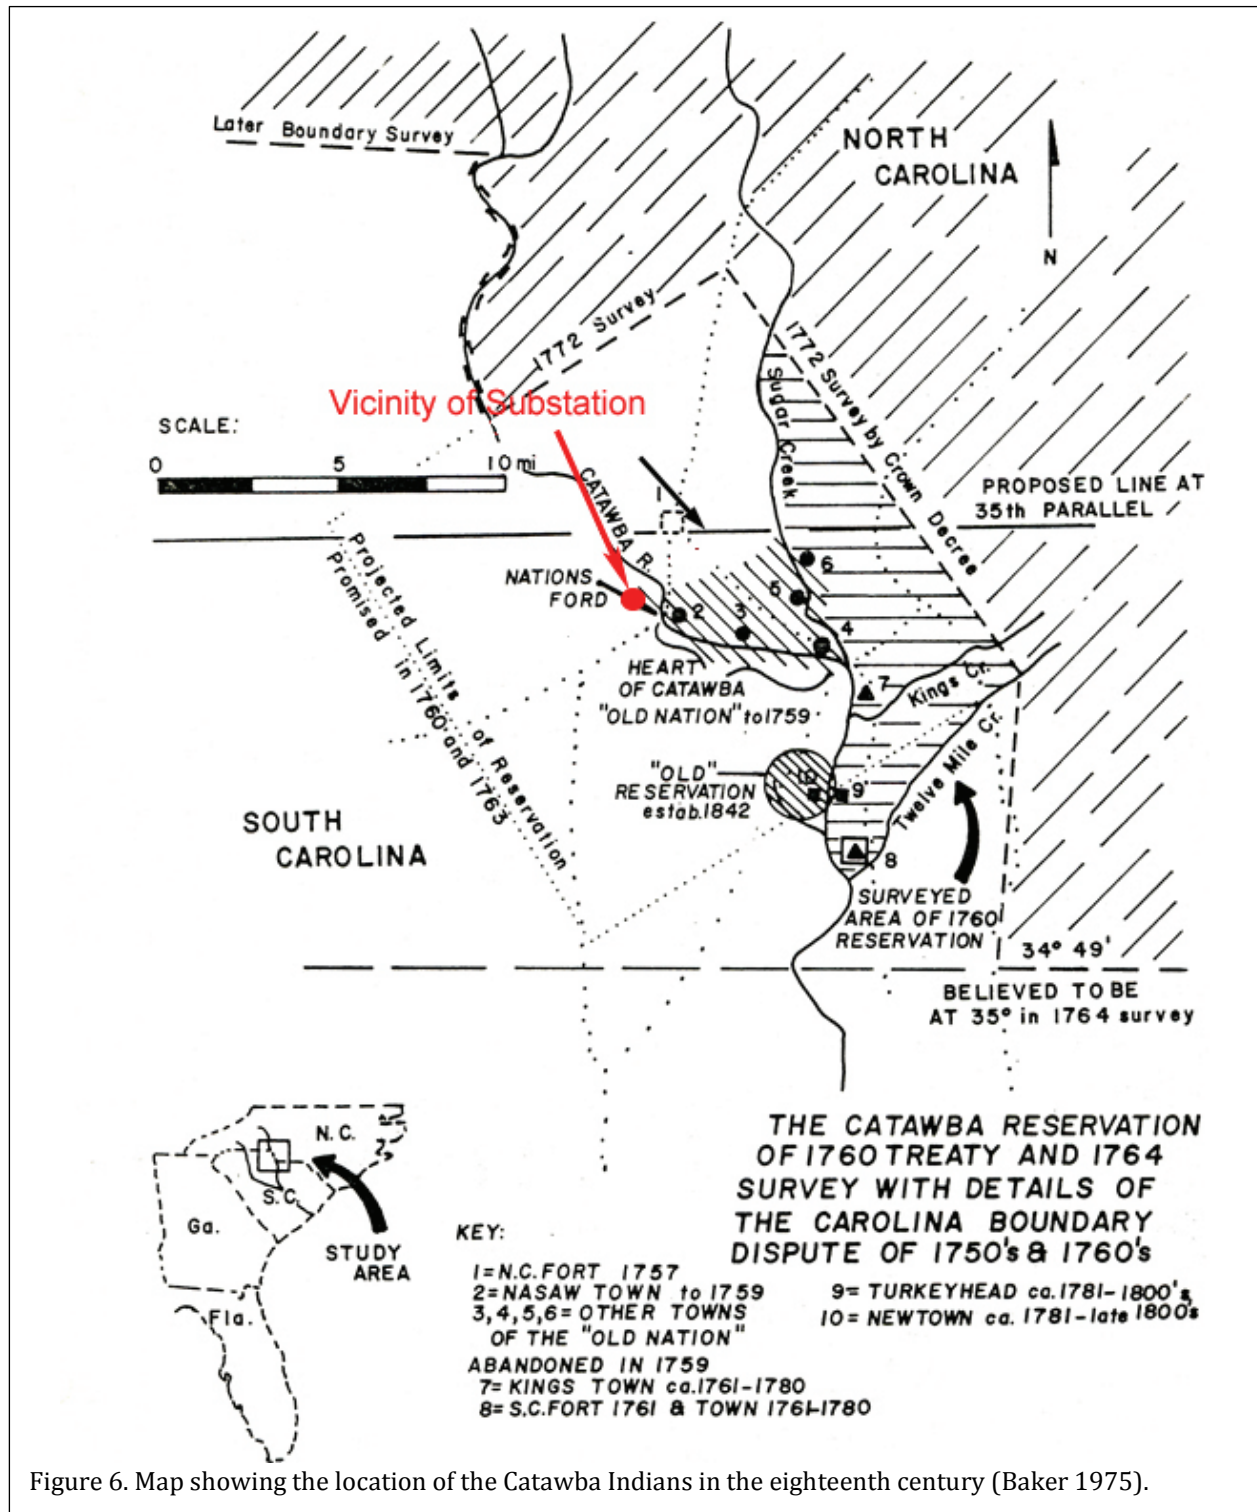 Later Boundary Survey
NORTH
CAROLINA
N
1772 Survey
1772 Survey by Crown Decree
Sugar Creek
Vicinity of Substation
SCALE:
0 5 10 mi
PROPOSED LINE AT
35th PARALLEL
CATAWBA R.
1
NATIONS
FORD
2
3
4
5
6
Projected Limits of Reservation
Promised in 1760 and 1763
HEART
OF CATAWBA
"OLD NATION" to 1759
7
Kings Cr.
Twelve Mile Cr.
"OLD"
RESERVATION
estab. 1842
10
9
8
SOUTH
CAROLINA
SURVEYED
AREA OF 1760
RESERVATION
34° 49'
BELIEVED TO BE
AT 35° in 1764 survey
N.C.
S.C.
Ga.
Fla.
STUDY
AREA
THE CATAWBA RESERVATION
OF 1760 TREATY AND 1764
SURVEY WITH DETAILS OF
THE CAROLINA BOUNDARY
DISPUTE OF 1750's & 1760's
KEY:
1= N.C. FORT 1757
2= NASAW TOWN to 1759
3,4,5,6= OTHER TOWNS
OF THE "OLD NATION"
ABANDONED IN 1759
7= KINGS TOWN ca. 1761-1780
8= S.C. FORT 1761 & TOWN 1761-1780
9= TURKEYHEAD ca. 1781-1800's,
10= NEWTOWN ca. 1781-late 1800's
Figure 6. Map showing the location of the Catawba Indians in the eighteenth century (Baker 1975).